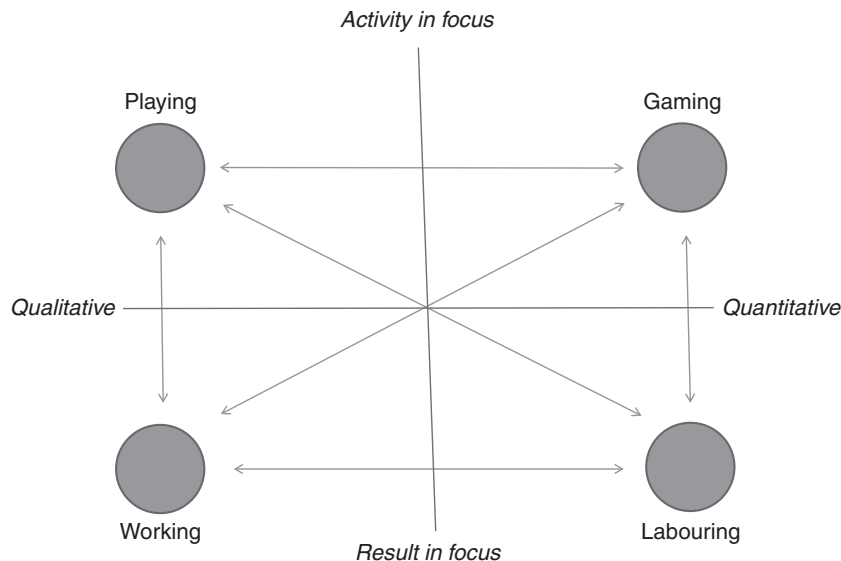 Activity in focus
Playing
Gaming
Qualitative
Quantitative
Working
Labouring
Result in focus